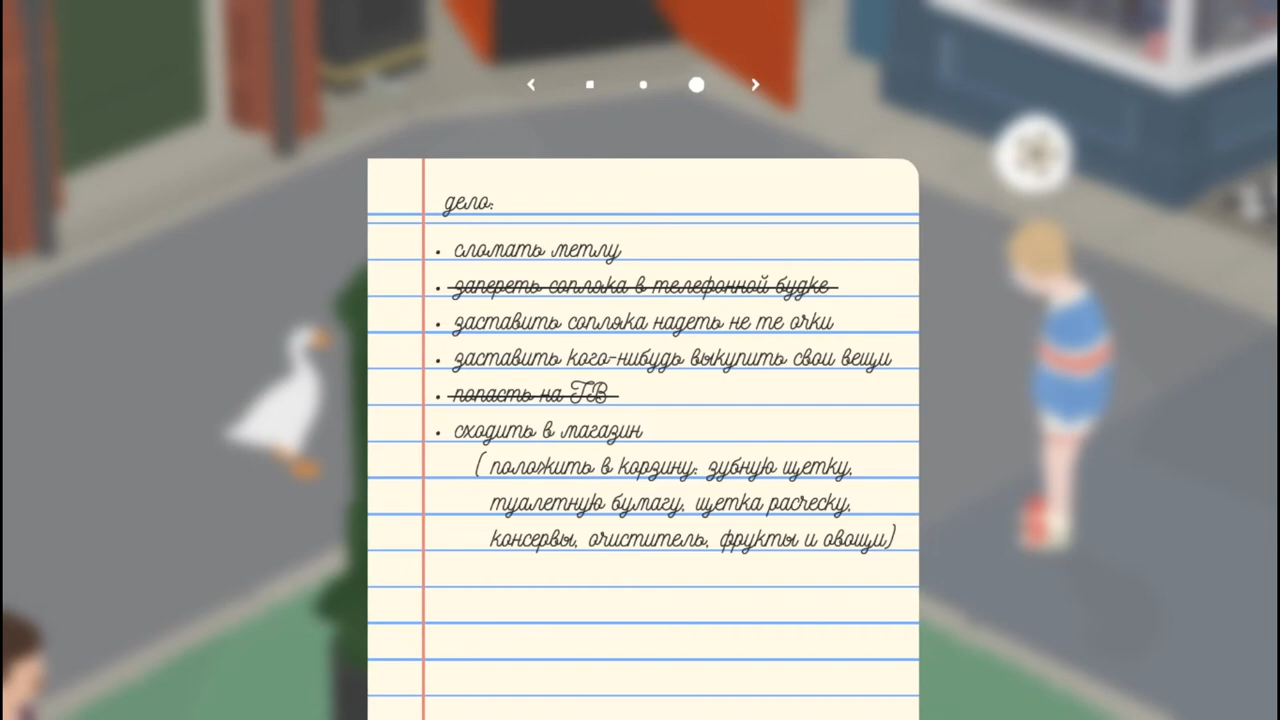 дело:
• сломать метлу
• запереть сопляка в телефонной будке
• заставить сопляка надеть не те очки
• заставить кого-нибудь выкупить свои вещи
• попасть на ТВ
• сходить в магазин
( положить в корзину: зубную щетку,
туалетную бумагу, щетка расческу,
консервы, очиститель, фрукты и овощи)